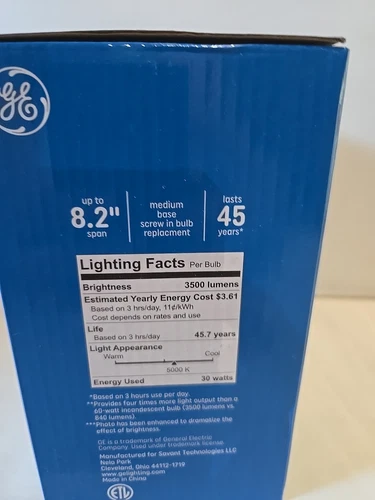 GE
up to
8.2"
span
medium
base
screw in bulb
replacement
lasts
45
years*
Lighting Facts Per Bulb
Brightness 3500 lumens
Estimated Yearly Energy Cost $3.61
Based on 3 hrs/day, 11¢/kWh
Cost depends on rates and use
Life
Based on 3 hrs/day 45.7 years
Light Appearance
Warm Cool
5000 K
Energy Used 30 watts
*Based on 3 hours use per day.
**Provides four times more light output than a
60-watt incandescent bulb (3500 lumens vs.
840 lumens).
***Photo has been enhanced to dramatize the
effect of brightness.
GE is a trademark of General Electric
Company. Used under trademark license.
Manufactured for Savant Technologies LLC
Nela Park
Cleveland, Ohio 44112-1719
www.gelighting.com
Made in China
ETL